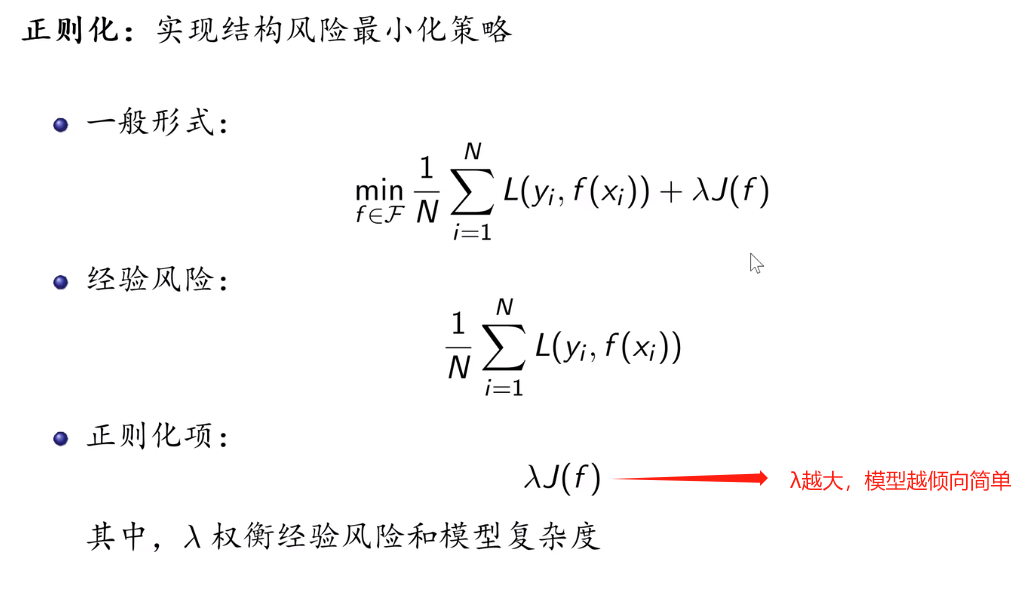 正则化：实现结构风险最小化策略
一般形式：
\min_{f \in \mathcal{F}} \frac{1}{N} \sum_{i=1}^{N} L(y_i, f(x_i)) + \lambda J(f)
经验风险：
\frac{1}{N} \sum_{i=1}^{N} L(y_i, f(x_i))
正则化项：
\lambda J(f) λ越大，模型越倾向简单
其中，λ 权衡经验风险和模型复杂度